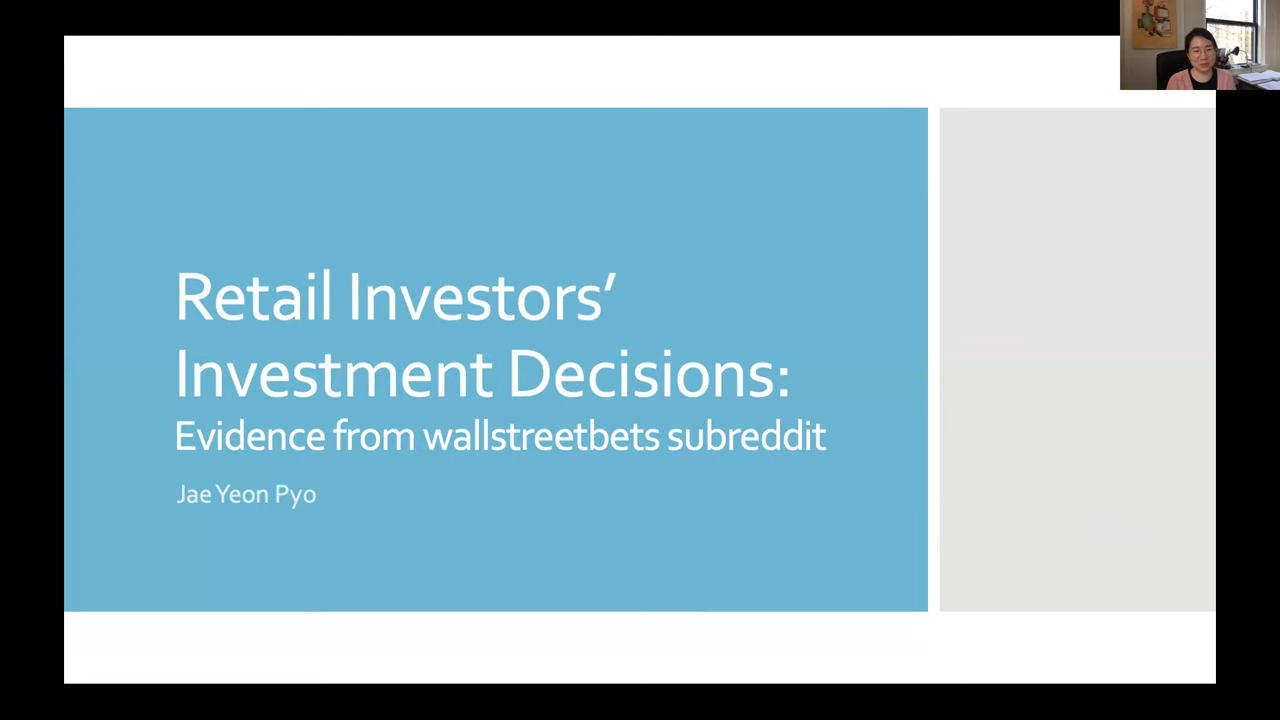 Retail Investors’
Investment Decisions:
Evidence from wallstreetbets subreddit
Jae Yeon Pyo